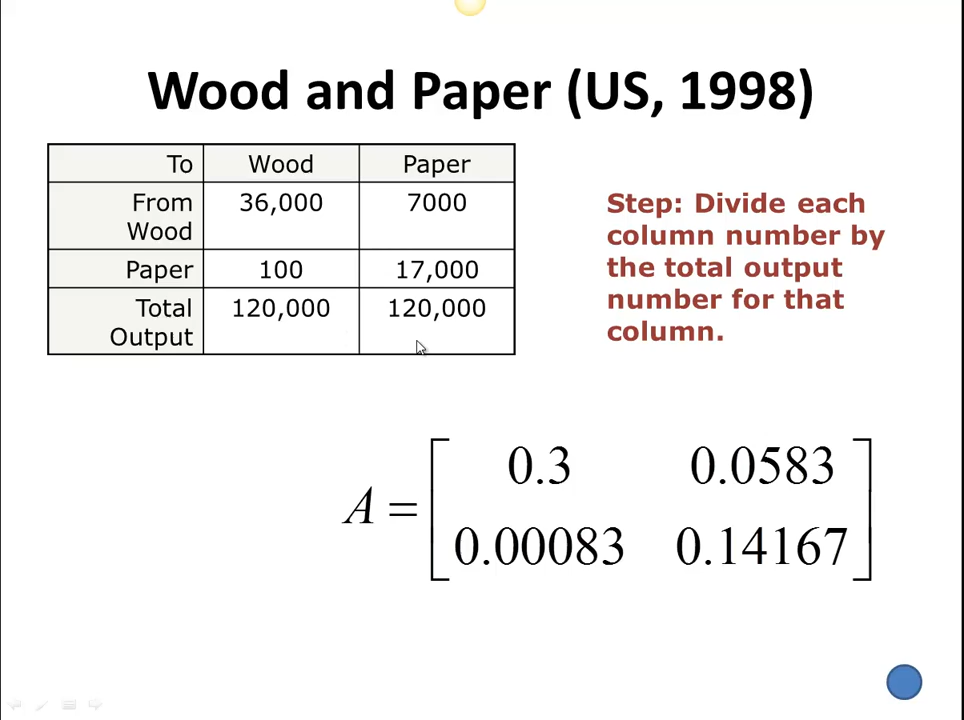 Wood and Paper (US, 1998)
To Wood Paper
From 36,000 7000
Wood
Paper 100 17,000
Total 120,000 120,000
Output
Step: Divide each
column number by
the total output
number for that
column.
A = [ 0.3 0.0583
0.00083 0.14167 ]